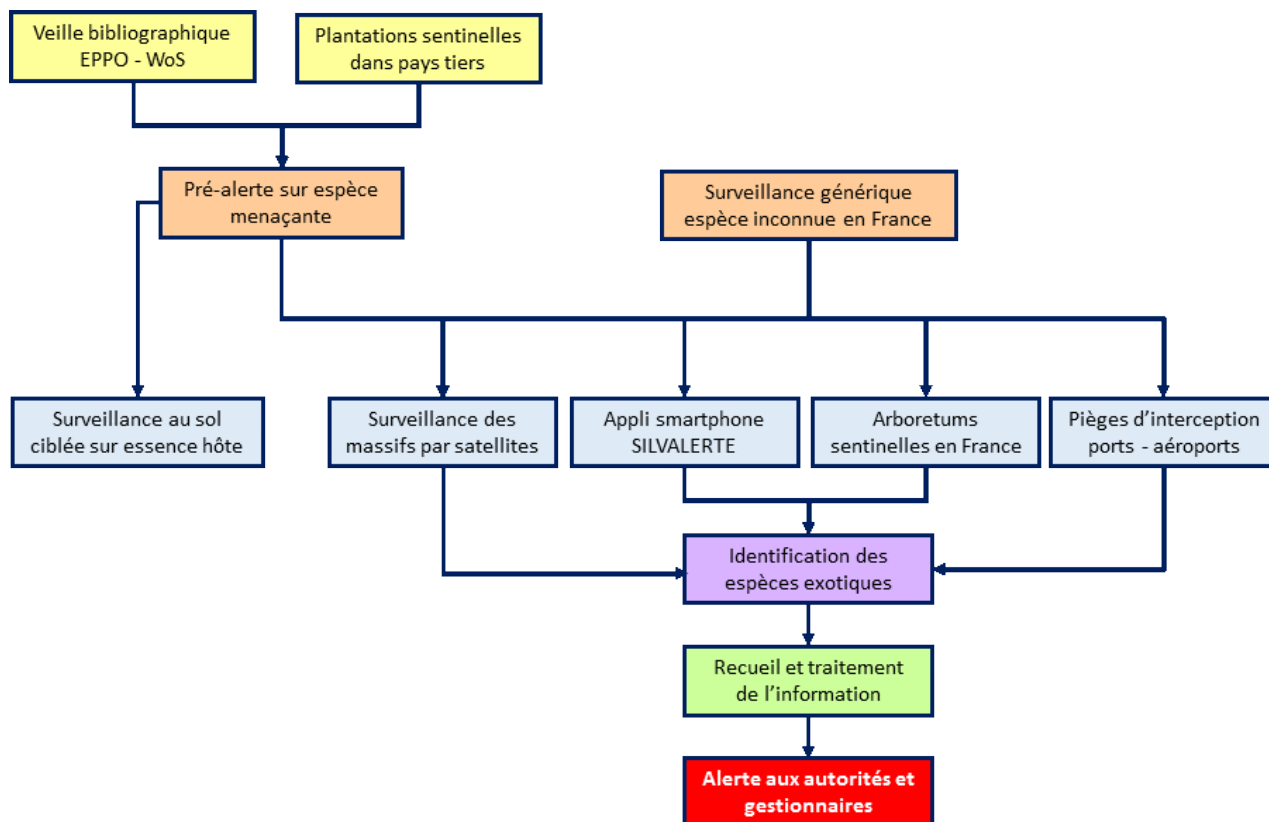 Veille bibliographique
EPPO - WoS
Plantations sentinelles
dans pays tiers
Pré-alerte sur espèce
menaçante
Surveillance générique
espèce inconnue en France
Surveillance au sol
ciblée sur essence hôte
Surveillance des
massifs par satellites
Appli smartphone
SILVALERTE
Arboretums
sentinelles en France
Pièges d’interception
ports - aéroports
Identification des
espèces exotiques
Recueil et traitement
de l’information
Alerte aux autorités et
gestionnaires